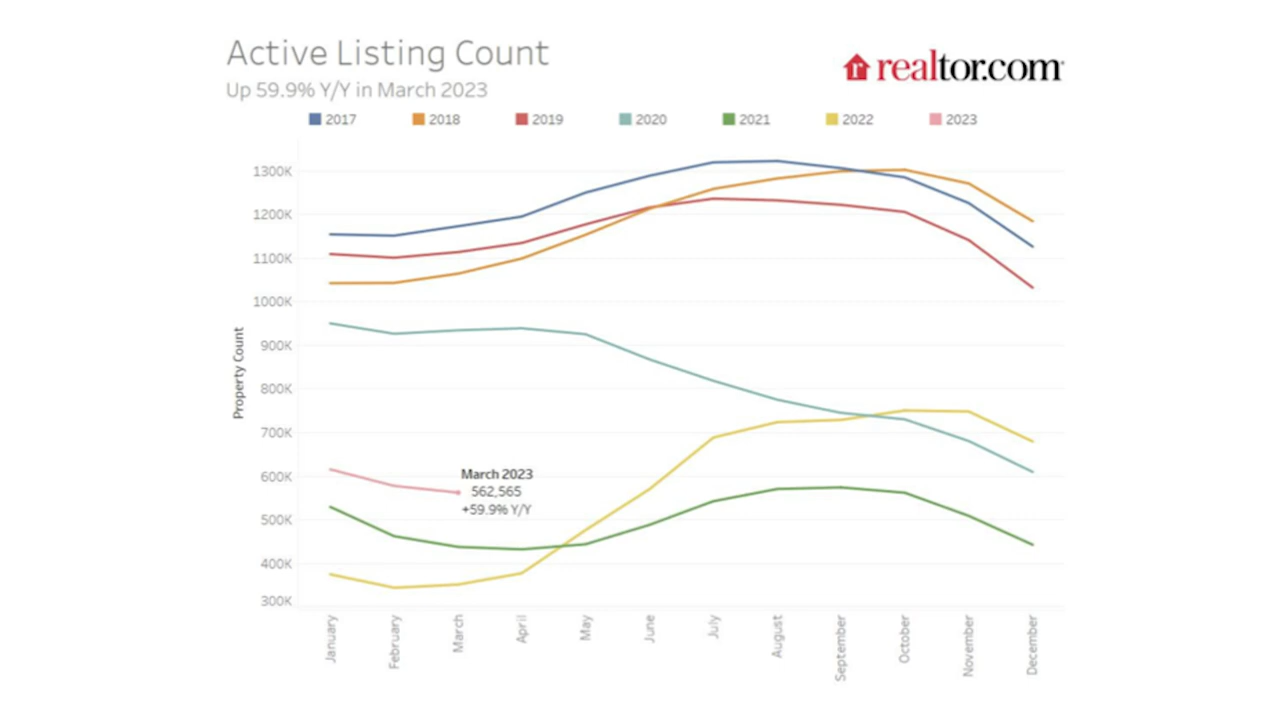 Active Listing Count
realtor.com
Up 59.9% Y/Y in March 2023
2017 2018 2019 2020 2021 2022 2023
1300K
1200K
1100K
1000K
900K
800K
700K
600K
500K
400K
300K
Property Count
March 2023
562,565
+59.9% Y/Y
January February March April May June July August September October November December